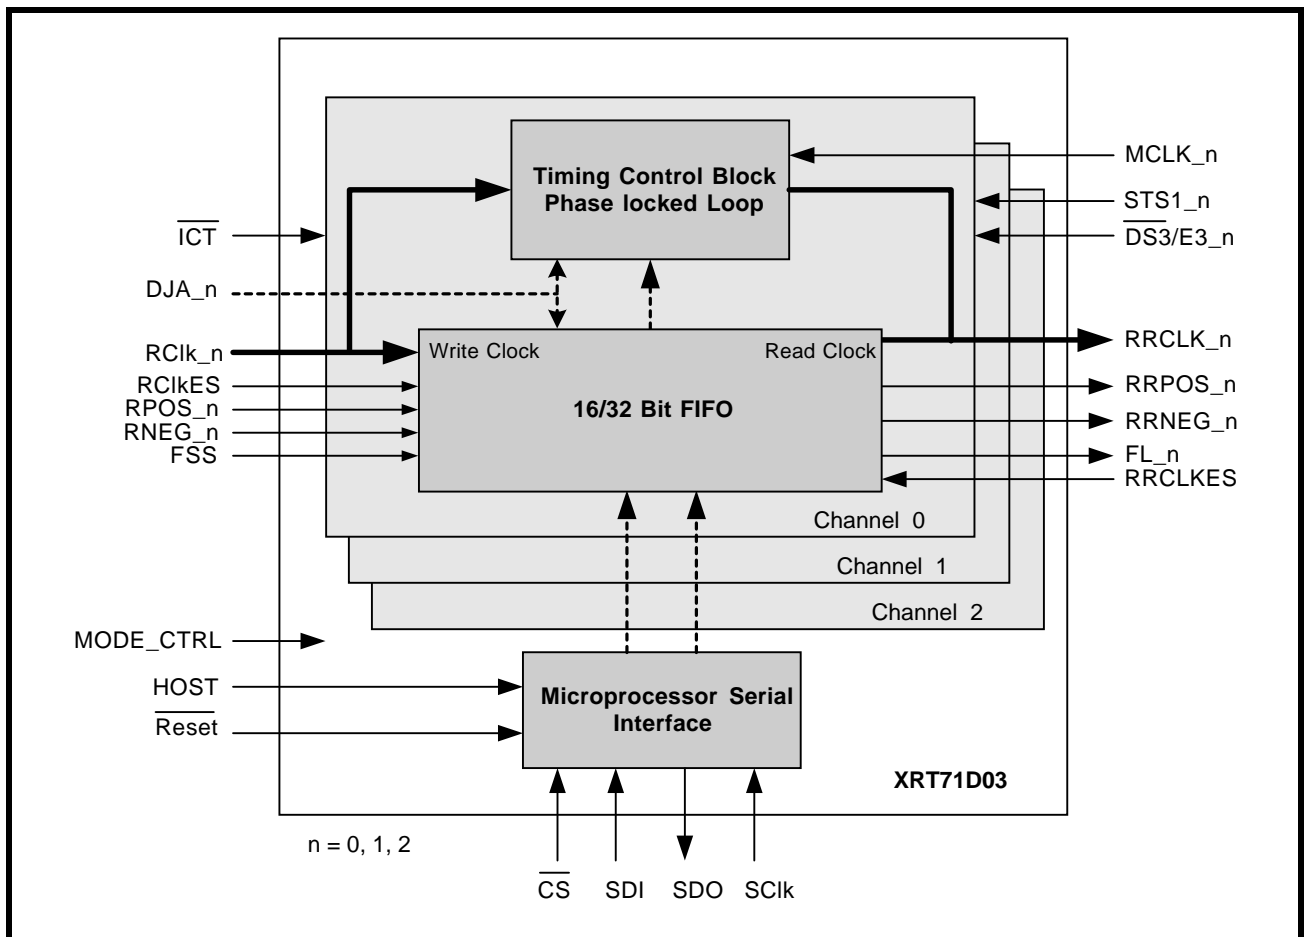 Timing Control Block
Phase locked Loop
MCLK_n
STS1_n
DS3/E3_n
ICT
DJA_n
RClk_n
RClkES
RPOS_n
RNEG_n
FSS
Write Clock
Read Clock
16/32 Bit FIFO
RRCLK_n
RRPOS_n
RRNEG_n
FL_n
RRCLKES
Channel 0
Channel 1
Channel 2
MODE_CTRL
HOST
Reset
Microprocessor Serial
Interface
XRT71D03
n = 0, 1, 2
CS
SDI
SDO
SClk